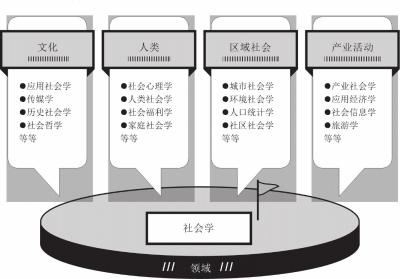 文化
●应用社会学
●传媒学
●历史社会学
●社会哲学
等等
人类
●社会心理学
●人类社会学
●社会福利学
●家庭社会学
等等
区域社会
●城市社会学
●环境社会学
●人口统计学
●社区社会学
等等
产业活动
●产业社会学
●应用经济学
●社会信息学
●旅游学
等等
社会学
领域